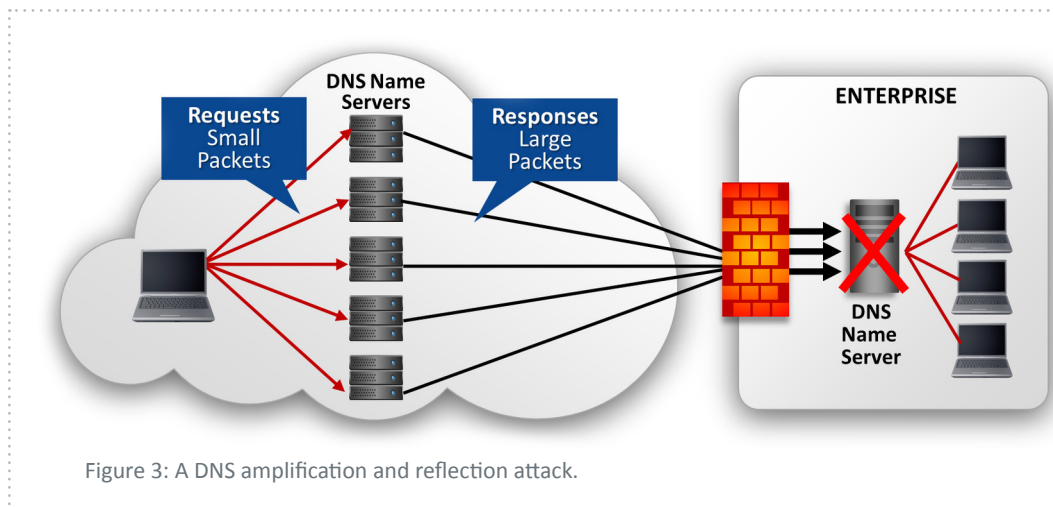 DNS Name
Servers
Requests
Small
Packets
Responses
Large
Packets
ENTERPRISE
DNS
Name
Server
Figure 3: A DNS amplification and reflection attack.